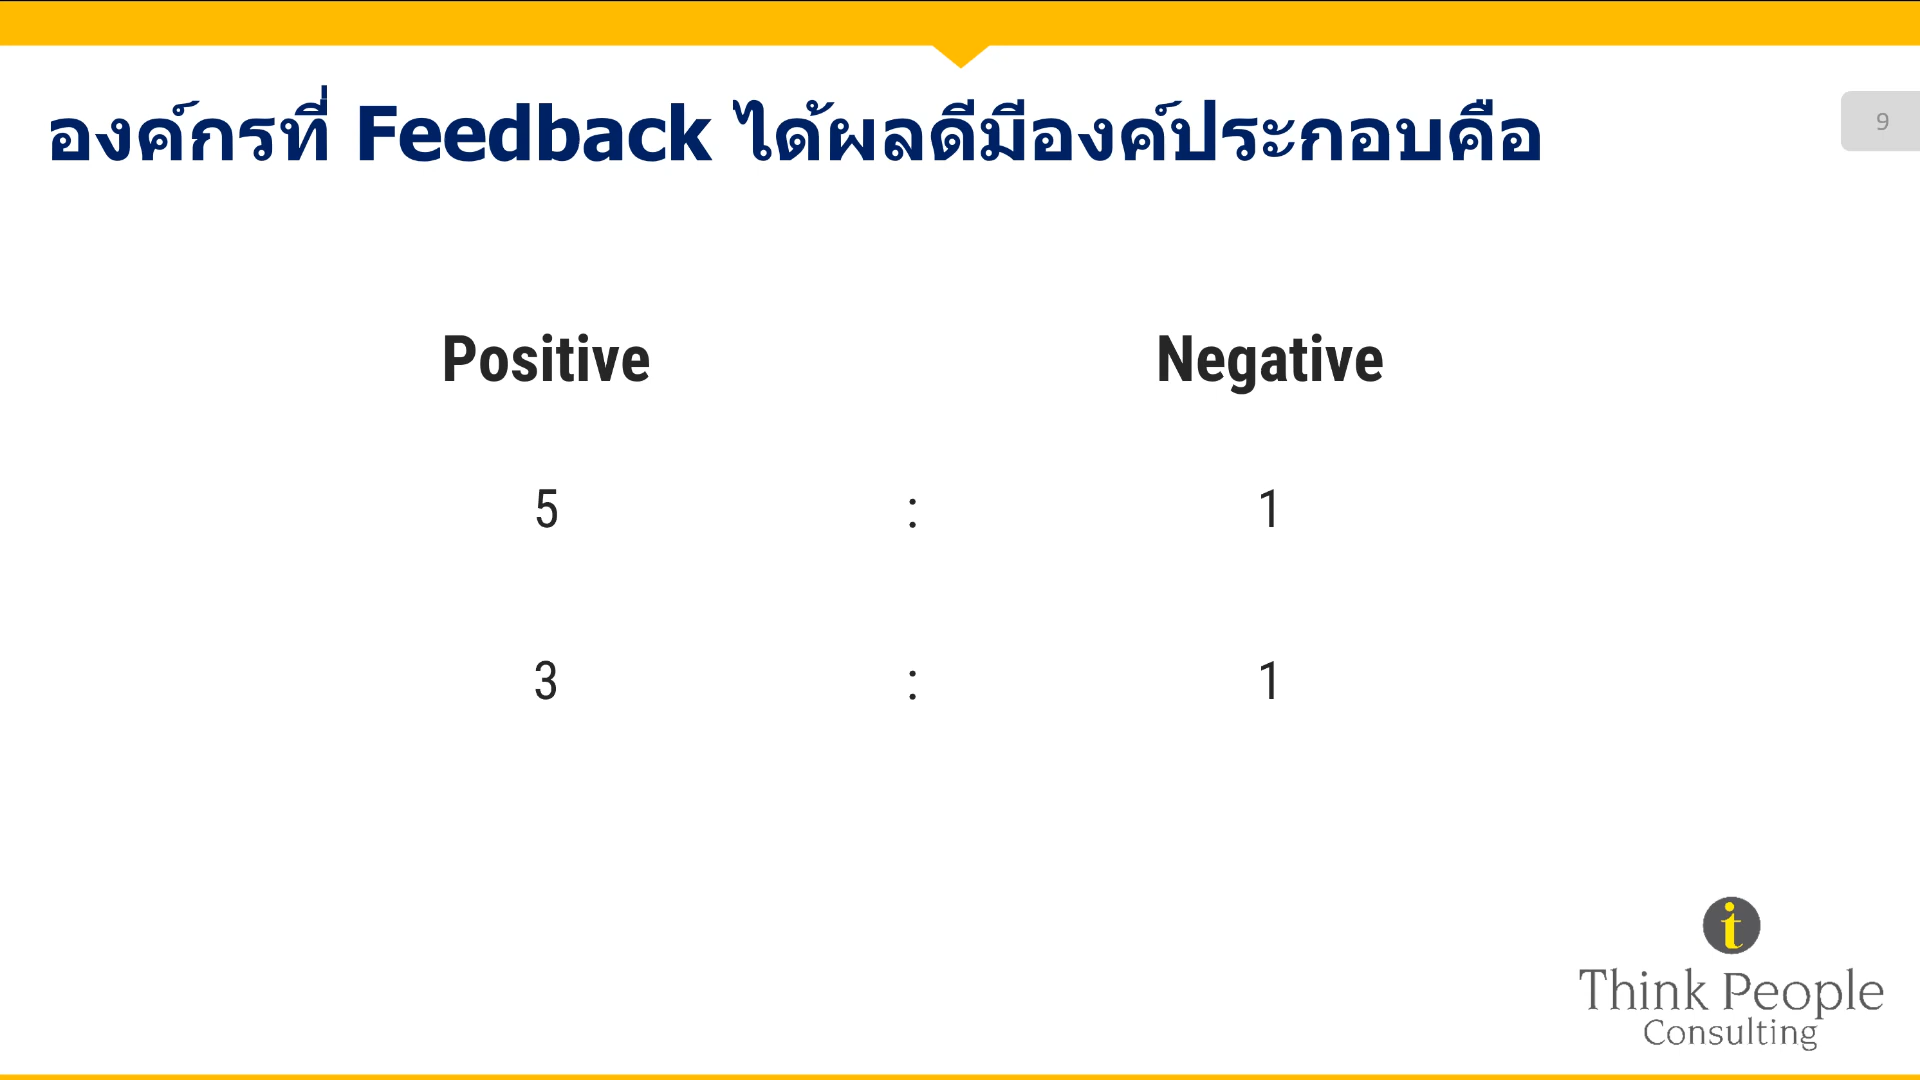 องค์กรที่ Feedback ได้ผลดีมีองค์ประกอบคือ
9
Positive Negative
5 : 1
3 : 1
i
Think People
Consulting